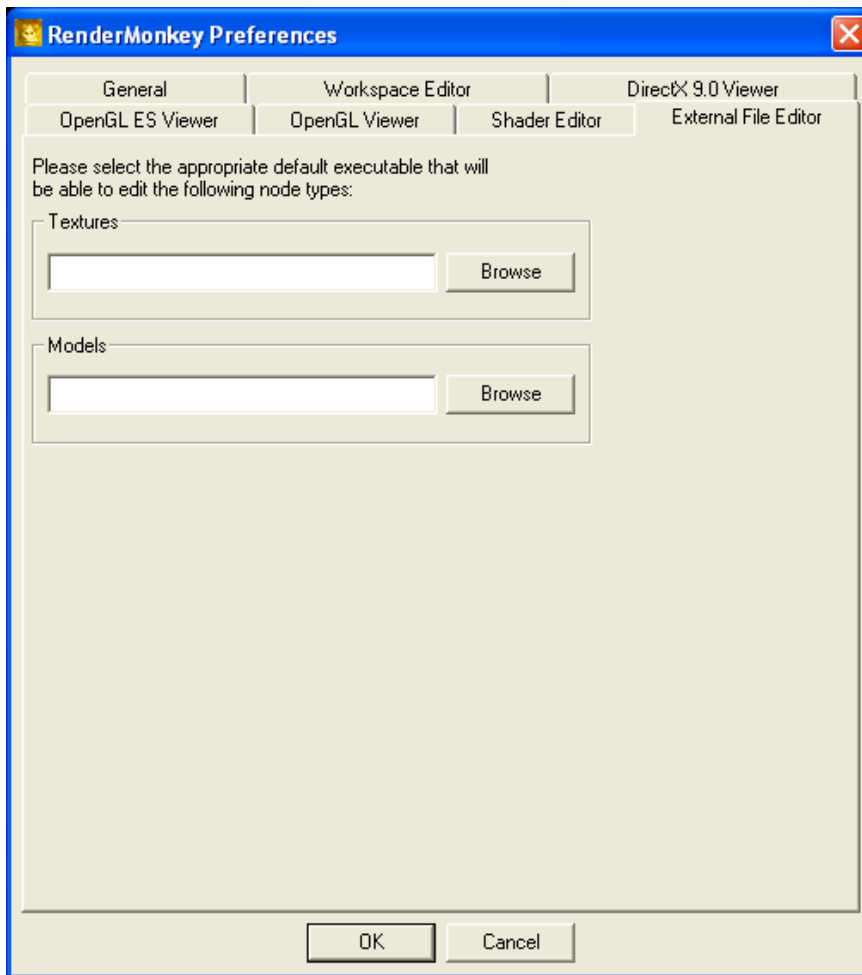 RenderMonkey Preferences
General
Workspace Editor
DirectX 9.0 Viewer
OpenGL ES Viewer
OpenGL Viewer
Shader Editor
External File Editor
Please select the appropriate default executable that will
be able to edit the following node types:
Textures
Browse
Models
Browse
OK
Cancel